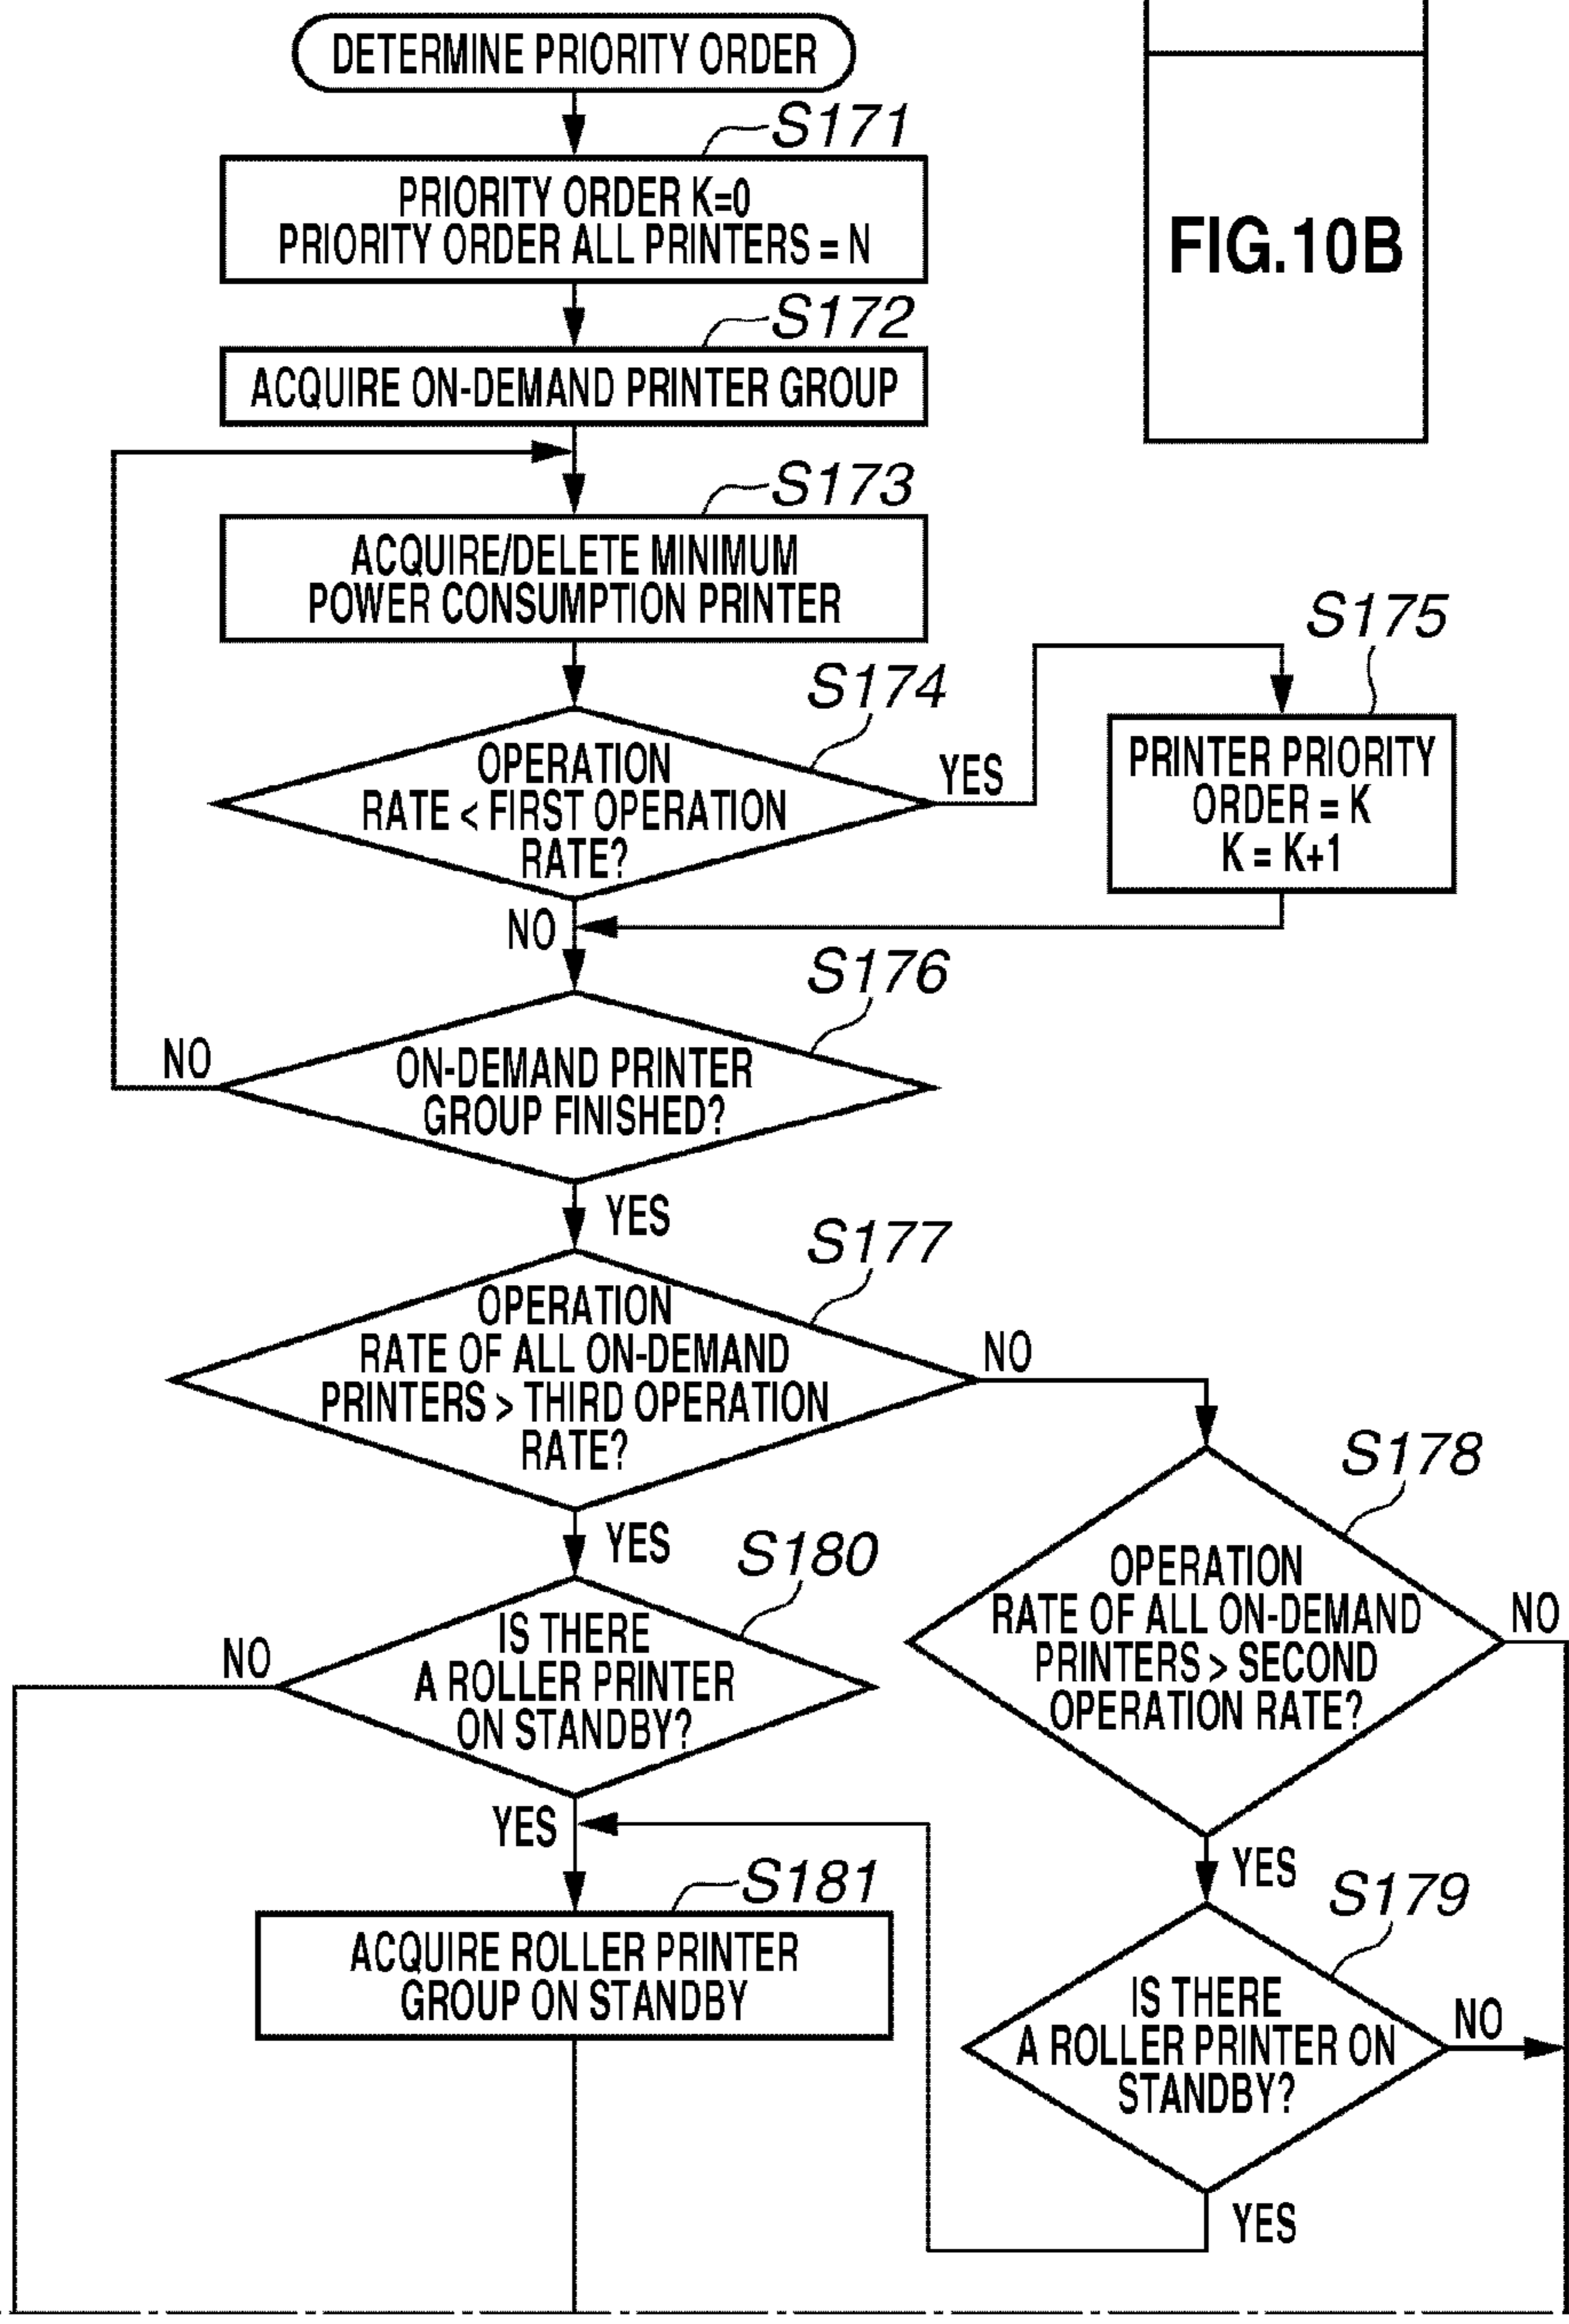 DETERMINE PRIORITY ORDER
S171
PRIORITY ORDER K=0
PRIORITY ORDER ALL PRINTERS = N
FIG.10B
S172
ACQUIRE ON-DEMAND PRINTER GROUP
S173
ACQUIRE/DELETE MINIMUM
POWER CONSUMPTION PRINTER
S174
OPERATION
RATE < FIRST OPERATION
RATE?
YES
S175
PRINTER PRIORITY
ORDER = K
K = K+1
NO
S176
ON-DEMAND PRINTER
GROUP FINISHED?
NO
YES
S177
OPERATION
RATE OF ALL ON-DEMAND
PRINTERS > THIRD OPERATION
RATE?
NO
YES
S178
OPERATION
RATE OF ALL ON-DEMAND
PRINTERS > SECOND
OPERATION RATE?
NO
YES
S180
IS THERE
A ROLLER PRINTER
ON STANDBY?
NO
YES
S179
IS THERE
A ROLLER PRINTER ON
STANDBY?
NO
YES
S181
ACQUIRE ROLLER PRINTER
GROUP ON STANDBY